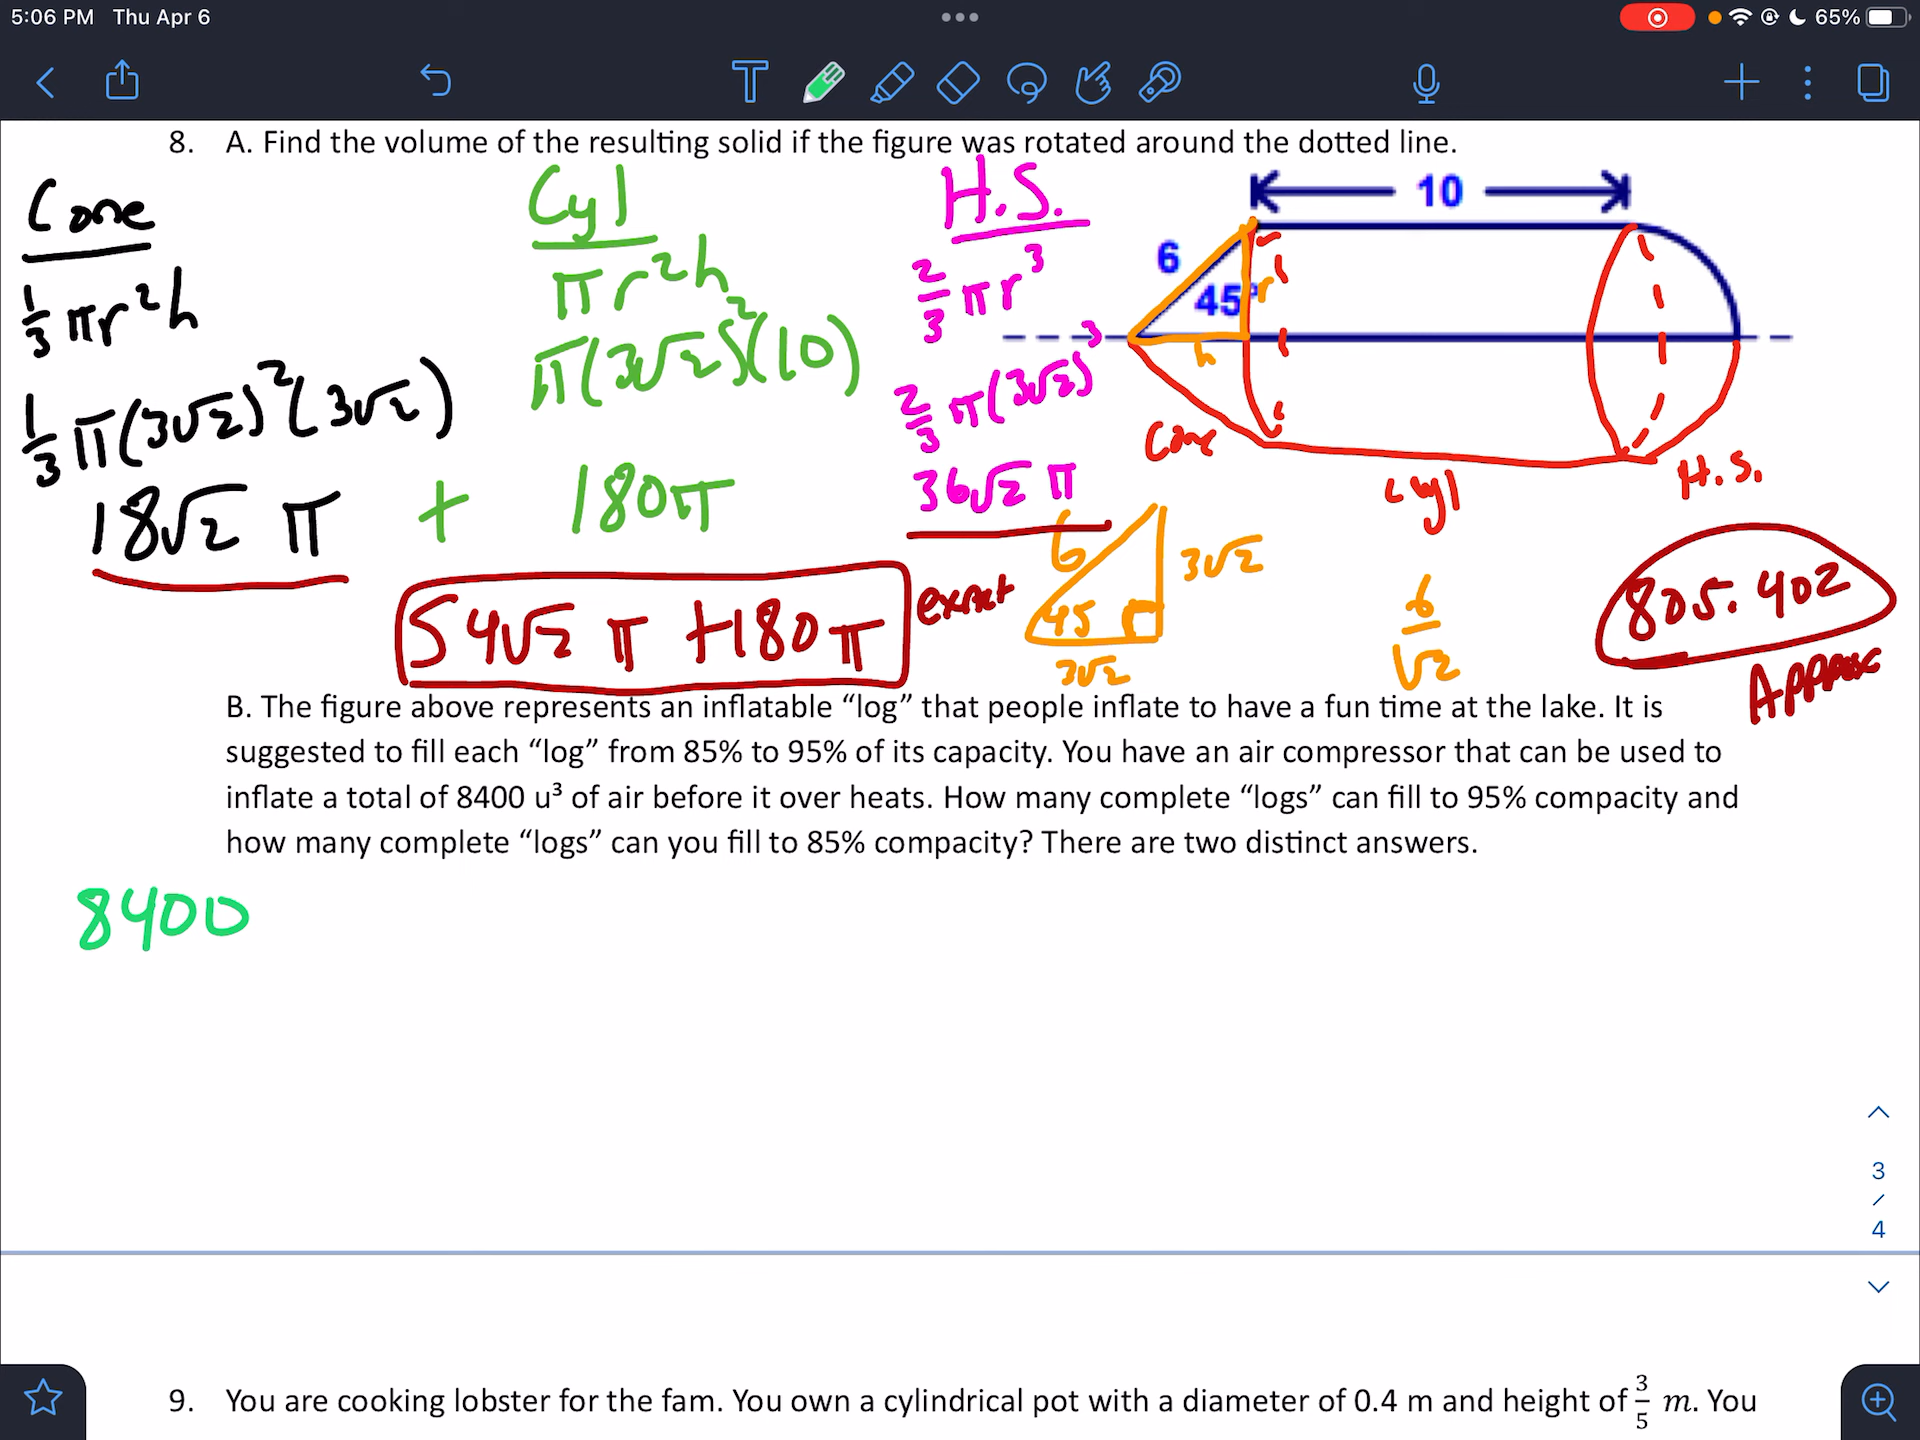 5:06 PM Thu Apr 6
65%
8. A. Find the volume of the resulting solid if the figure was rotated around the dotted line.
Cone
1/3 πr²h
1/3 π(3√2)²(3√2)
18√2 π + 180π
Cyl
πr²h
π(3√2)²(10)
H.S.
2/3 πr³
2/3 π(3√2)³
36√2 π
10
6
45°
r
h
Cone
Cyl
H.S.
6
45
3√2
3√2
6/√2
54√2 π + 180π exact
805.402
Approx
B. The figure above represents an inflatable “log” that people inflate to have a fun time at the lake. It is
suggested to fill each “log” from 85% to 95% of its capacity. You have an air compressor that can be used to
inflate a total of 8400 u³ of air before it over heats. How many complete “logs” can fill to 95% compacity and
how many complete “logs” can you fill to 85% compacity? There are two distinct answers.
8400
3
/
4
9. You are cooking lobster for the fam. You own a cylindrical pot with a diameter of 0.4 m and height of 3/5 m. You